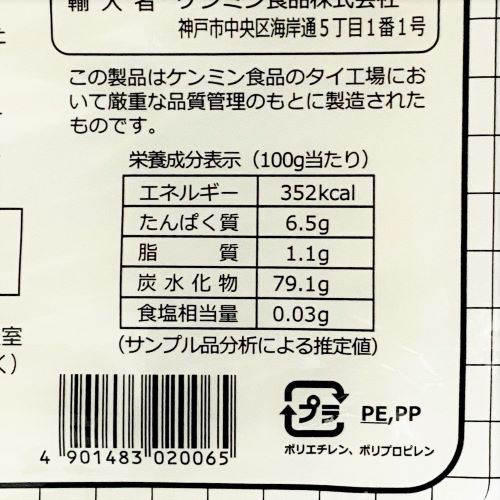 輸入者 ケンミン食品株式会社
神戸市中央区海岸通5丁目1番1号
この製品はケンミン食品のタイ工場にお
いて厳重な品質管理のもとに製造された
ものです。
栄養成分表示（100g当たり）
エネルギー 352kcal
たんぱく質 6.5g
脂質 1.1g
炭水化物 79.1g
食塩相当量 0.03g
（サンプル品分析による推定値）
室
く）
4 901483 020065
プラ PE,PP
ポリエチレン、ポリプロピレン